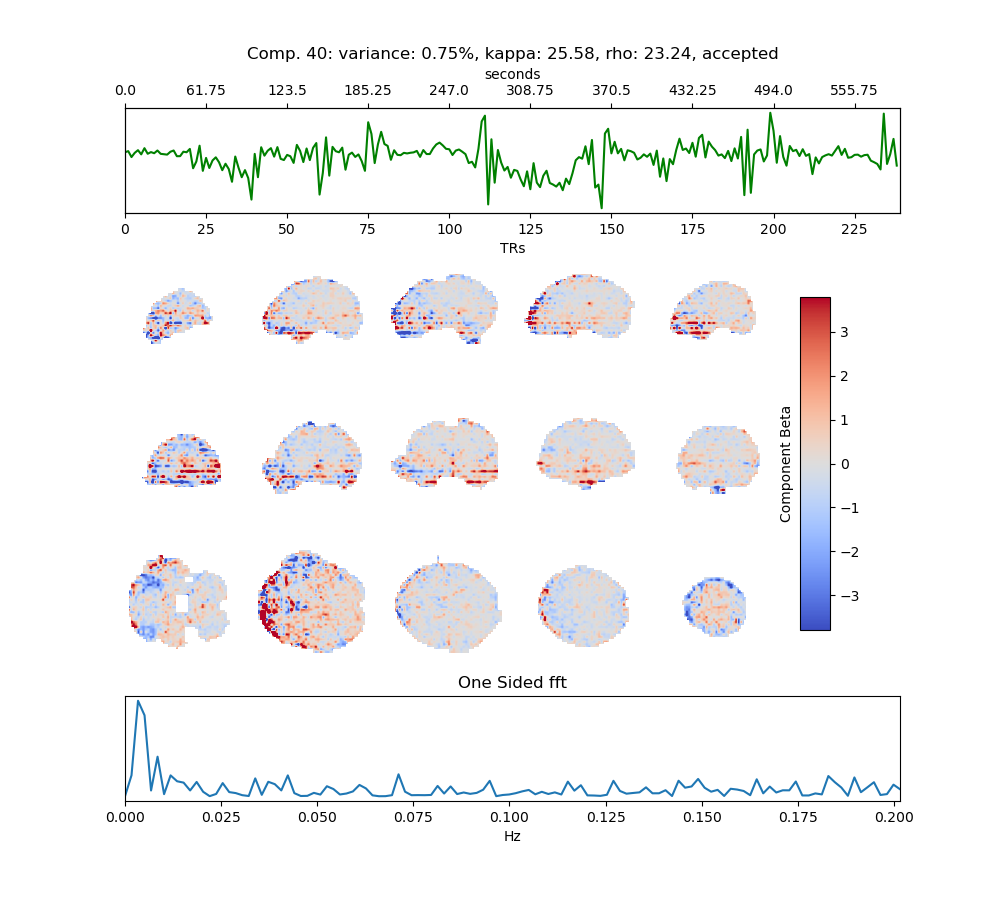 Comp. 40: variance: 0.75%, kappa: 25.58, rho: 23.24, accepted
seconds
0.0 61.75 123.5 185.25 247.0 308.75 370.5 432.25 494.0 555.75
0 25 50 75 100 125 150 175 200 225
TRs
3
2
1
0
−1
−2
−3
Component Beta
One Sided fft
0.000 0.025 0.050 0.075 0.100 0.125 0.150 0.175 0.200
Hz